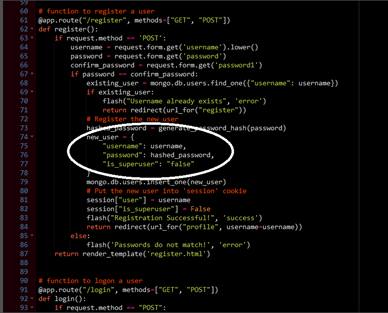 59
60 # function to register a user
61 @app.route("/register", methods=["GET", "POST"])
62 def register():
63 if request.method == 'POST':
64 username = request.form.get('username').lower()
65 password = request.form.get('password')
66 confirm_password = request.form.get('password1')
67 if password == confirm_password:
68 existing_user = mongo.db.users.find_one({"username": username})
69 if existing_user:
70 flash("Username already exists", 'error')
71 return redirect(url_for("register"))
72 # Register the new user
73 hashed_password = generate_password_hash(password)
74 new_user = {
75 "username": username,
76 "password": hashed_password,
77 "is_superuser": "false"
78 }
79 mongo.db.users.insert_one(new_user)
80 # Put the new user into 'session' cookie
81 session["user"] = username
82 session["is_superuser"] = False
83 flash("Registration Successful!", 'success')
84 return redirect(url_for("profile", username=username))
85 else:
86 flash('Passwords do not match!', 'error')
87 return render_template('register.html')
88
89
90 # function to logon a user
91 @app.route("/login", methods=["GET", "POST"])
92 def login():
93 if request.method == "POST":